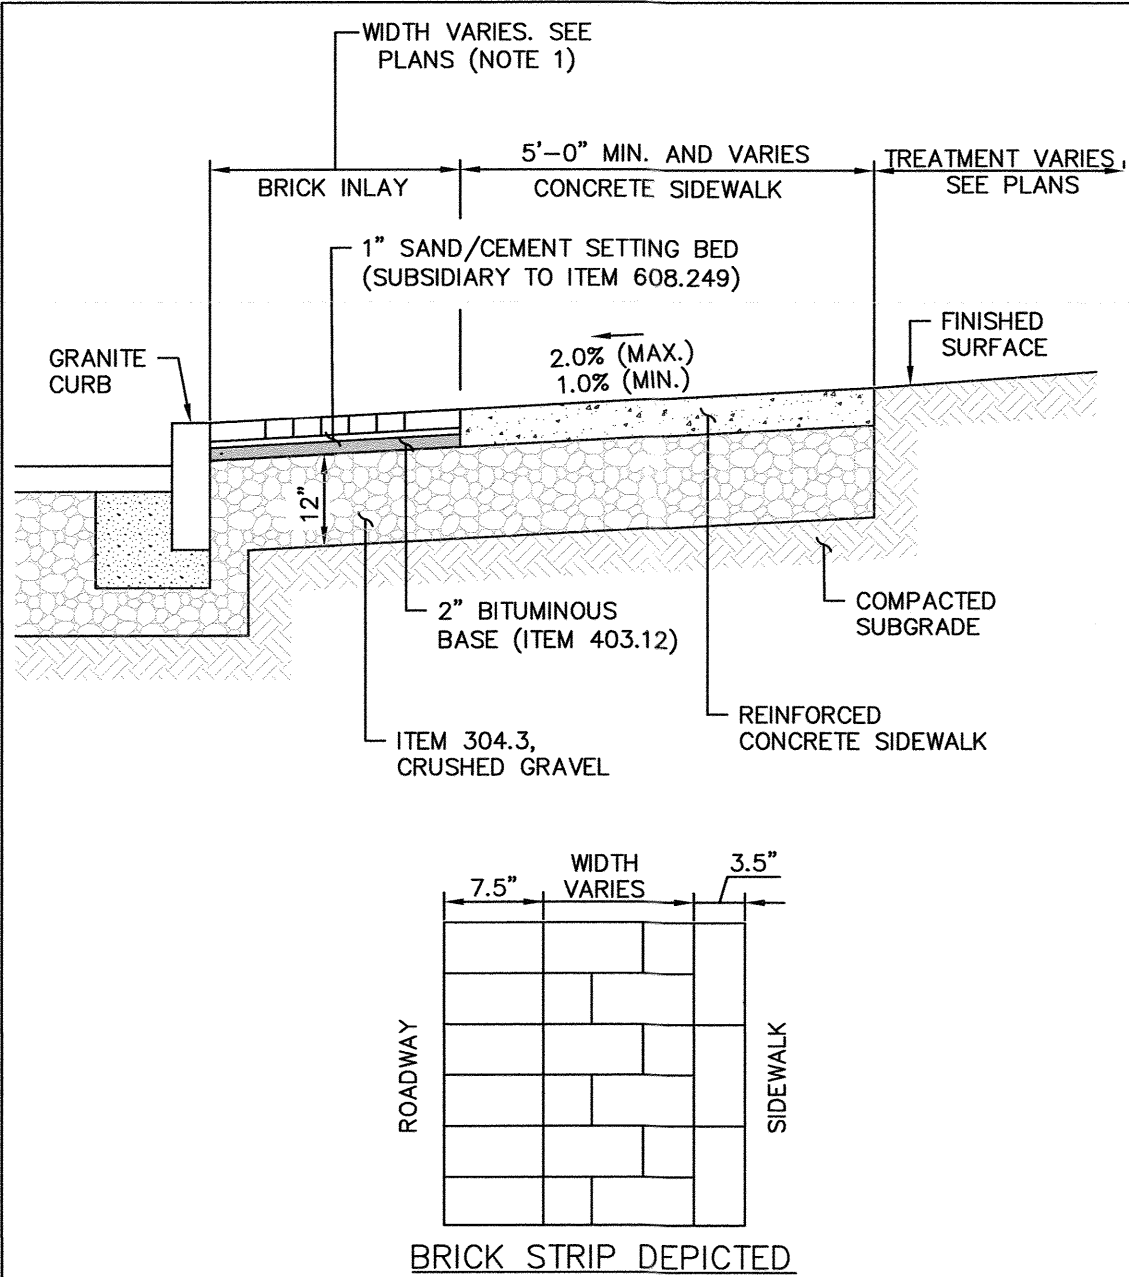 WIDTH VARIES. SEE
PLANS (NOTE 1)
5'-0" MIN. AND VARIES
TREATMENT VARIES,
BRICK INLAY
CONCRETE SIDEWALK
SEE PLANS
1" SAND/CEMENT SETTING BED
(SUBSIDIARY TO ITEM 608.249)
FINISHED
SURFACE
GRANITE
CURB
2.0% (MAX.)
1.0% (MIN.)
12"
2" BITUMINOUS
BASE (ITEM 403.12)
COMPACTED
SUBGRADE
REINFORCED
CONCRETE SIDEWALK
ITEM 304.3,
CRUSHED GRAVEL
7.5"
WIDTH
VARIES
3.5"
ROADWAY
SIDEWALK
BRICK STRIP DEPICTED